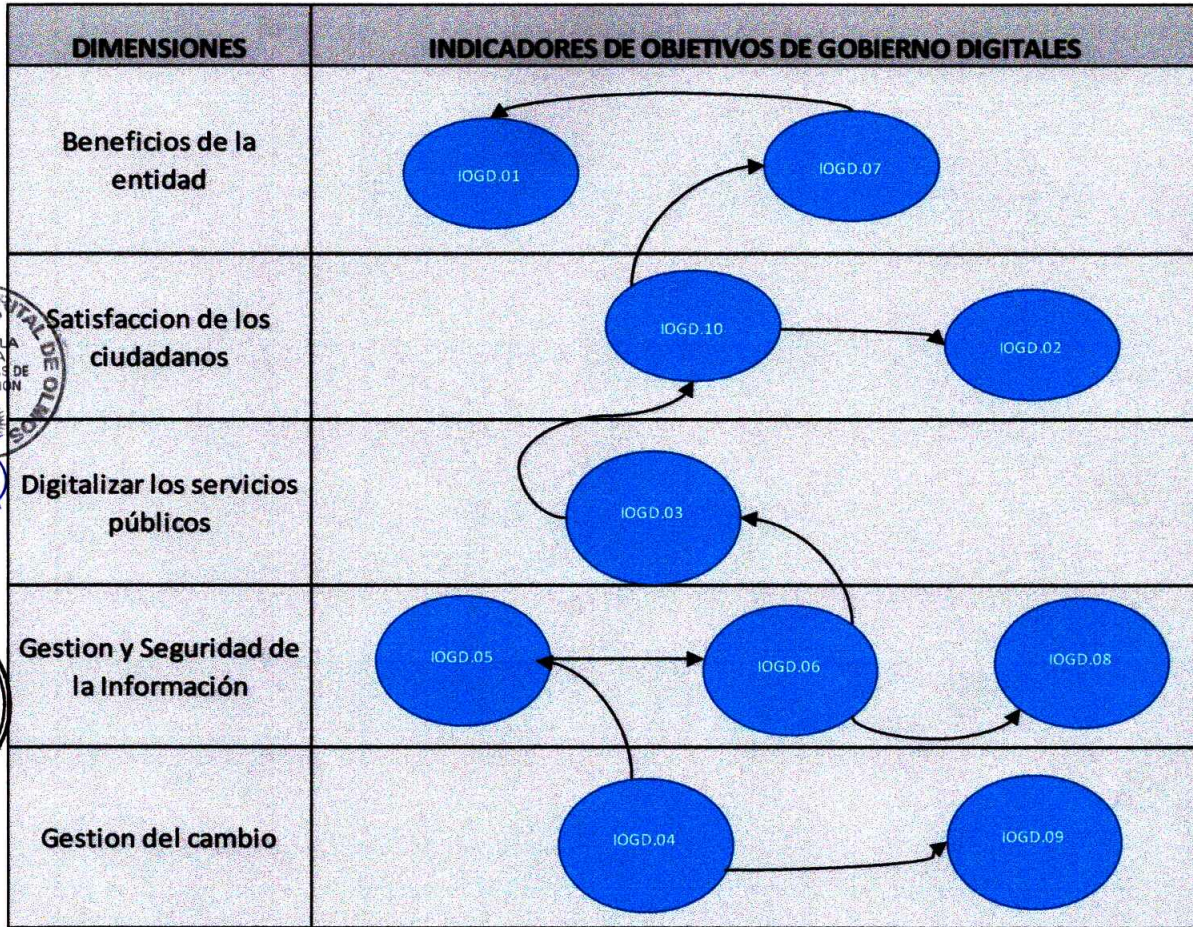 DIMENSIONES
INDICADORES DE OBJETIVOS DE GOBIERNO DIGITALES
Beneficios de la
entidad
IOGD.01
IOGD.07
Satisfaccion de los
ciudadanos
IOGD.10
IOGD.02
Digitalizar los servicios
públicos
IOGD.03
Gestion y Seguridad de
la Información
IOGD.05
IOGD.06
IOGD.08
Gestion del cambio
IOGD.04
IOGD.09
DE OLMOS